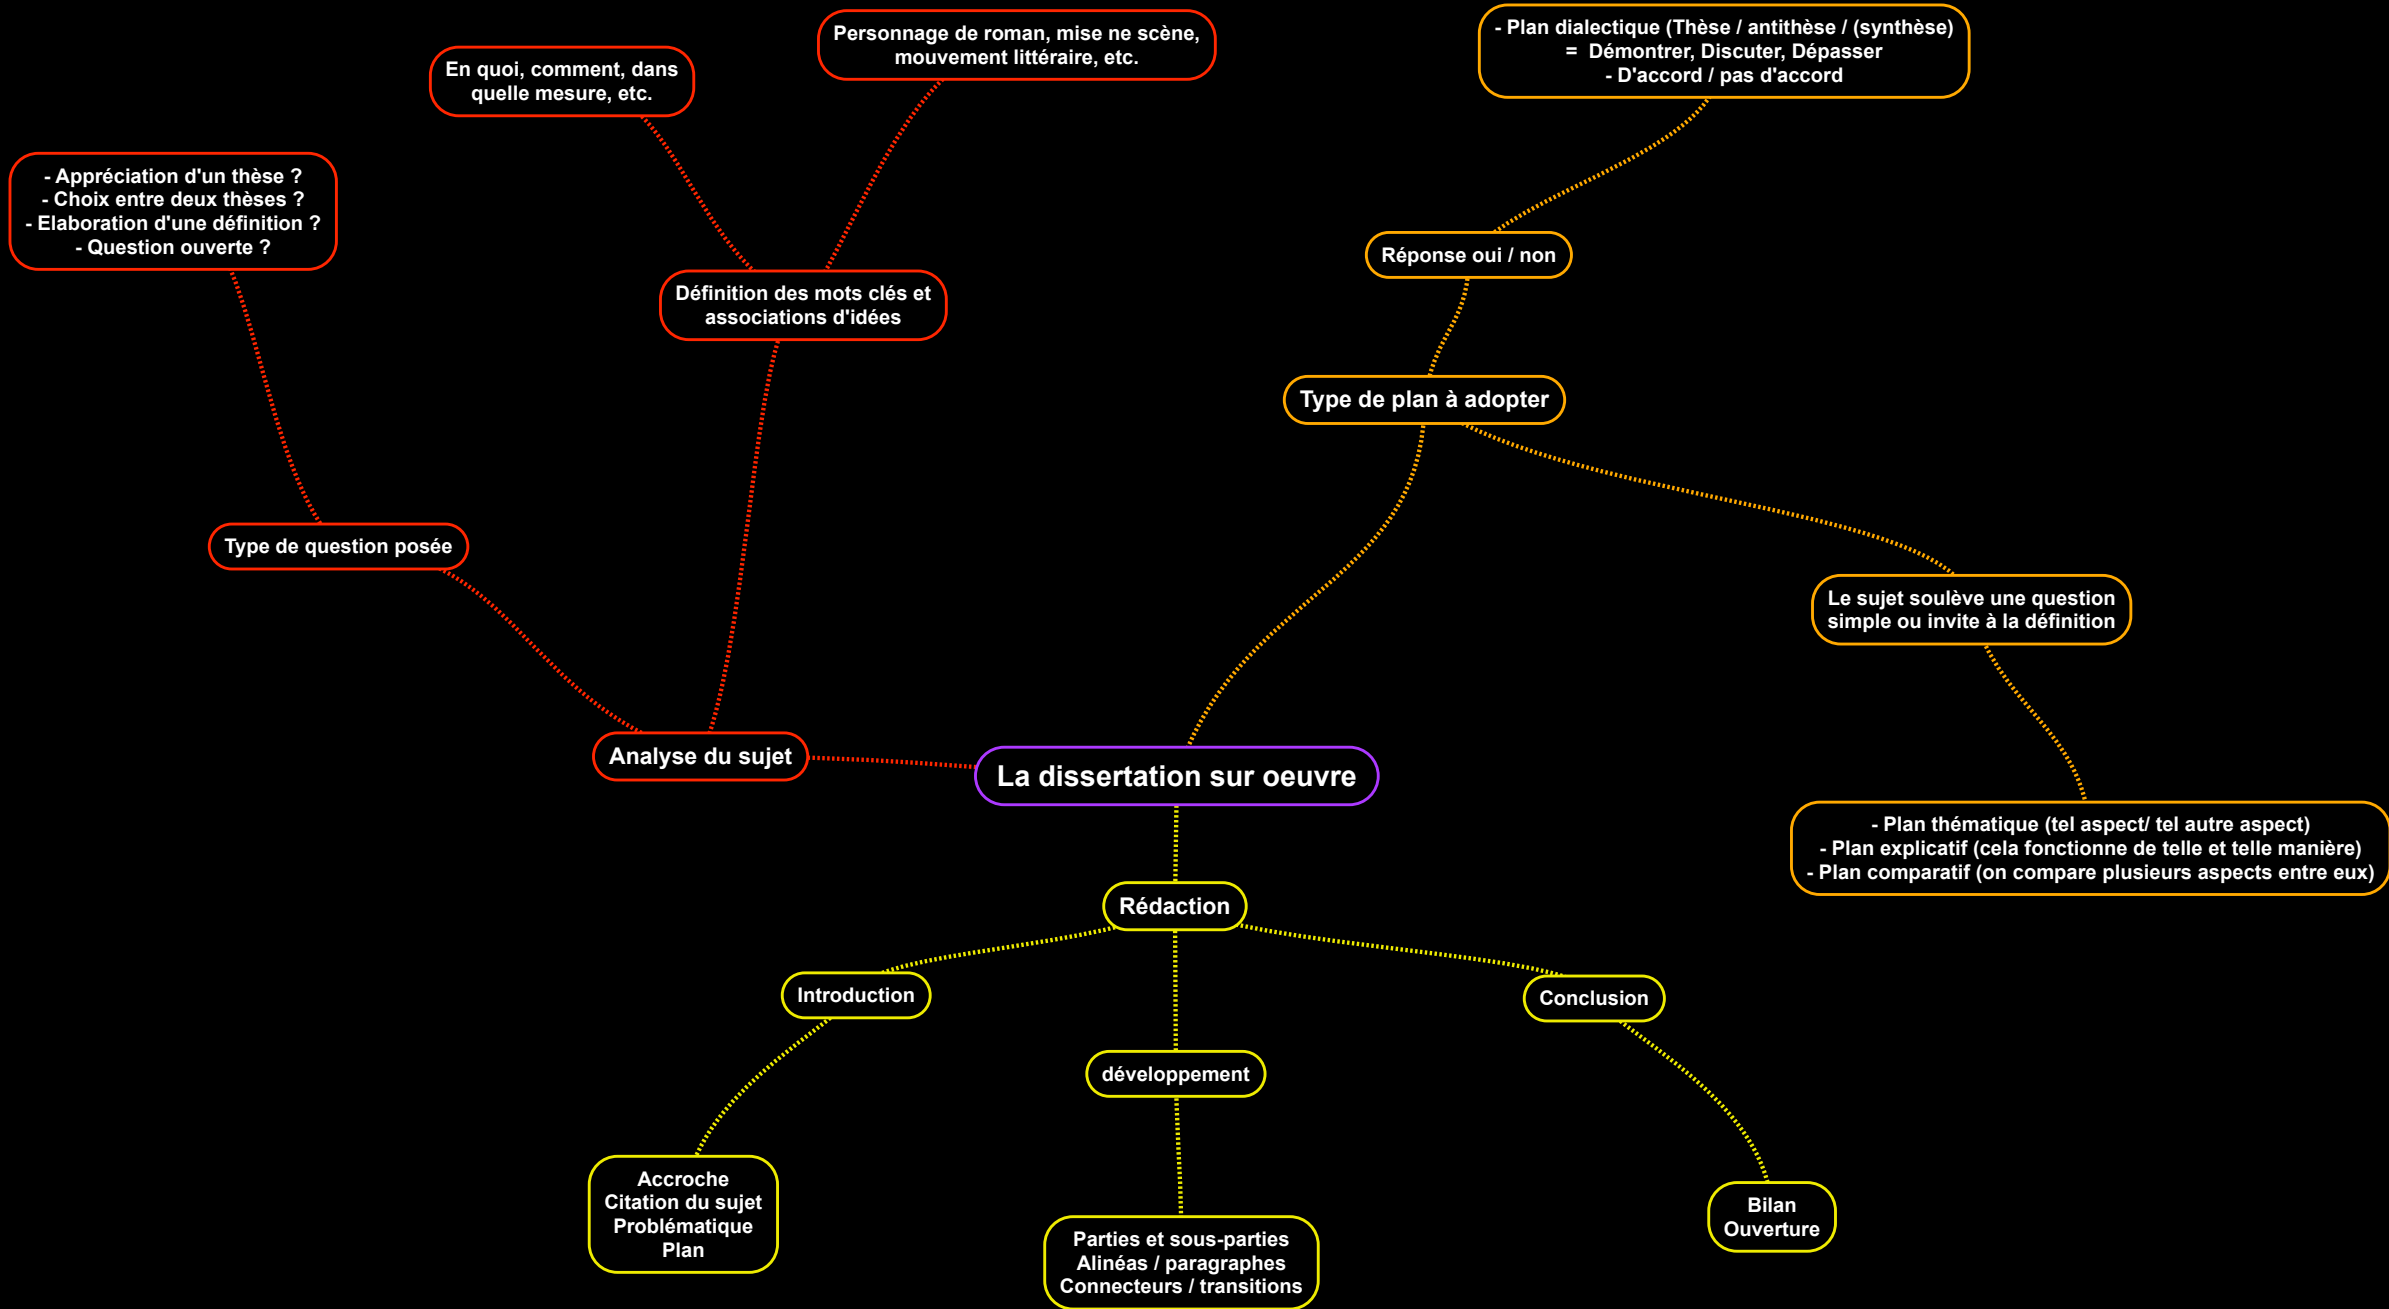 Personnage de roman, mise ne scène,
mouvement littéraire, etc.
- Plan dialectique (Thèse / antithèse / (synthèse)
=  Démontrer, Discuter, Dépasser
- D'accord / pas d'accord
En quoi, comment, dans
quelle mesure, etc.
- Appréciation d'un thèse ?
- Choix entre deux thèses ?
- Elaboration d'une définition ?
- Question ouverte ?
Réponse oui / non
Définition des mots clés et
associations d'idées
Type de plan à adopter
Type de question posée
Le sujet soulève une question
simple ou invite à la définition
Analyse du sujet
La dissertation sur oeuvre
- Plan thématique (tel aspect/ tel autre aspect)
- Plan explicatif (cela fonctionne de telle et telle manière)
- Plan comparatif (on compare plusieurs aspects entre eux)
Rédaction
Introduction
Conclusion
développement
Accroche
Citation du sujet
Problématique
Plan
Parties et sous-parties
Alinéas / paragraphes
Connecteurs / transitions
Bilan
Ouverture